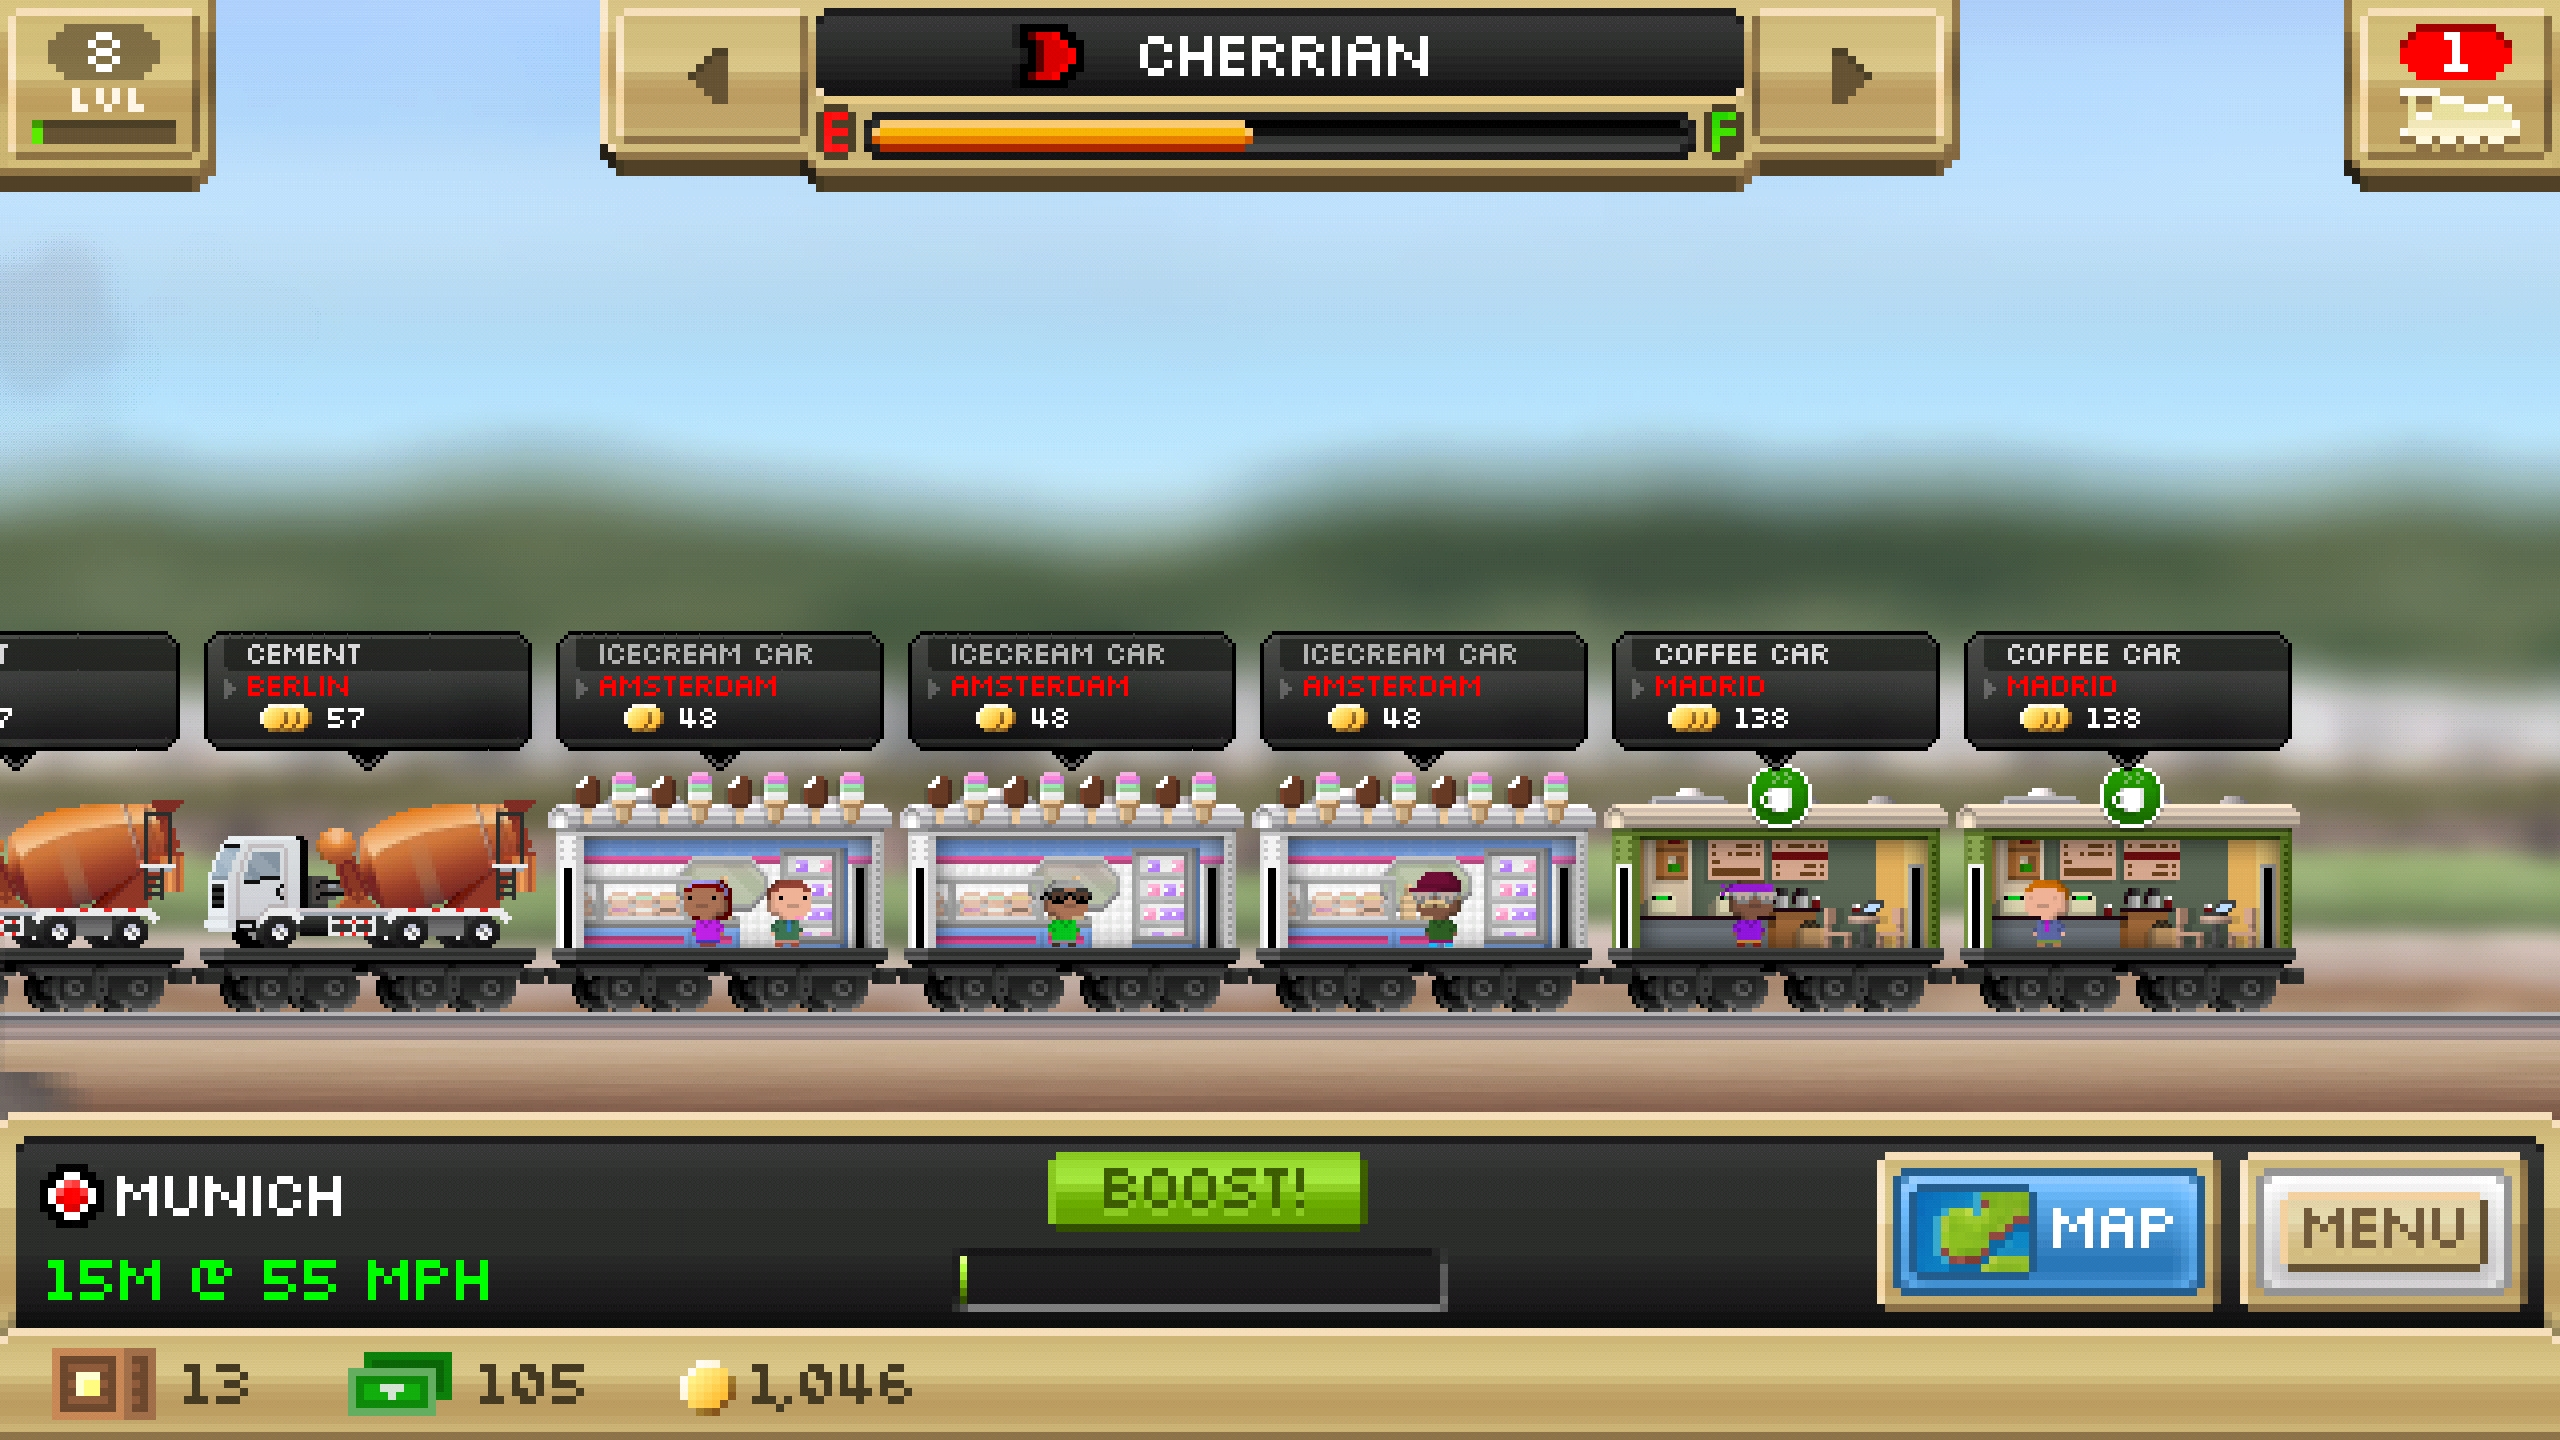 8
LVL
CHERRIAN
E F
1
T
7
CEMENT
BERLIN
57
ICECREAM CAR
AMSTERDAM
48
ICECREAM CAR
AMSTERDAM
48
ICECREAM CAR
AMSTERDAM
48
COFFEE CAR
MADRID
138
COFFEE CAR
MADRID
138
MUNICH
15M @ 55 MPH
BOOST!
MAP
MENU
13
105
1,046